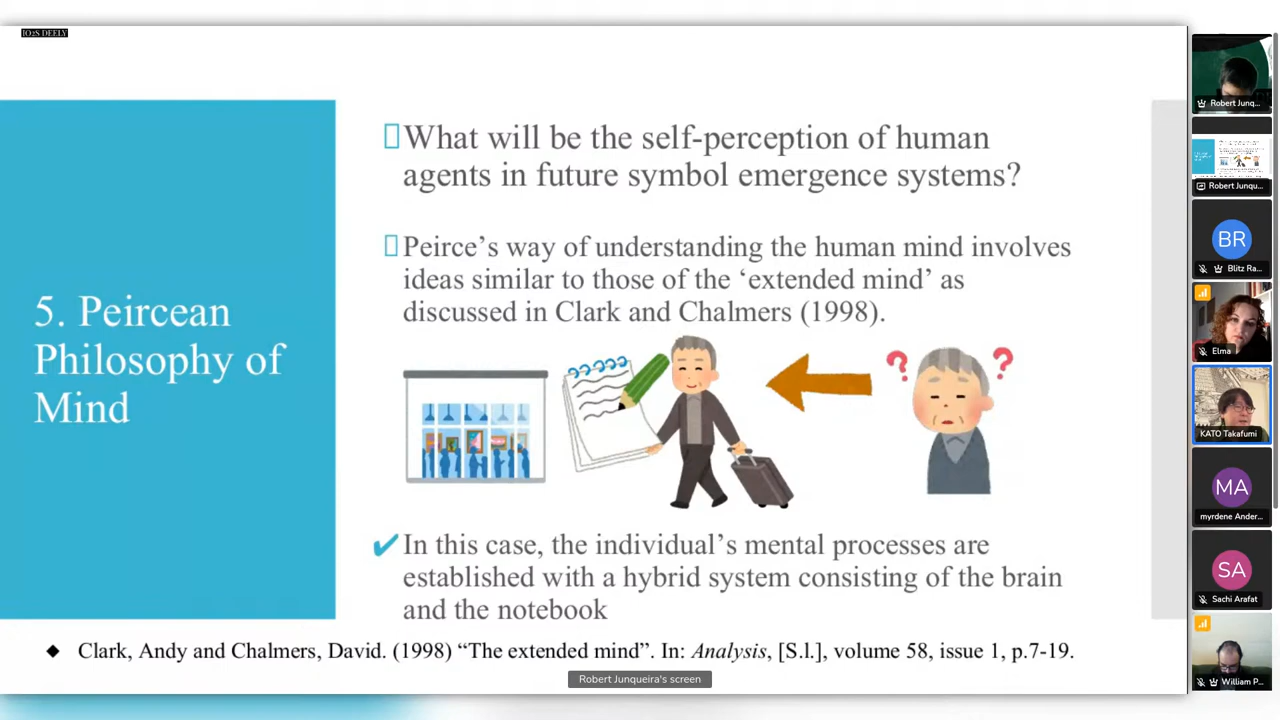 IO2S DEELY
5. Peircean
Philosophy of
Mind
What will be the self-perception of human
agents in future symbol emergence systems?
Peirce’s way of understanding the human mind involves
ideas similar to those of the ‘extended mind’ as
discussed in Clark and Chalmers (1998).
? ?
✔In this case, the individual’s mental processes are
established with a hybrid system consisting of the brain
and the notebook
◆ Clark, Andy and Chalmers, David. (1998) “The extended mind”. In: Analysis, [S.l.], volume 58, issue 1, p.7-19.
Robert Junqueira's screen
Robert Junq...
Robert Junqu...
BR
Blitz Ra...
Elma
KATO Takafumi
MA
myrdene Ander...
SA
Sachi Arafat
William P...